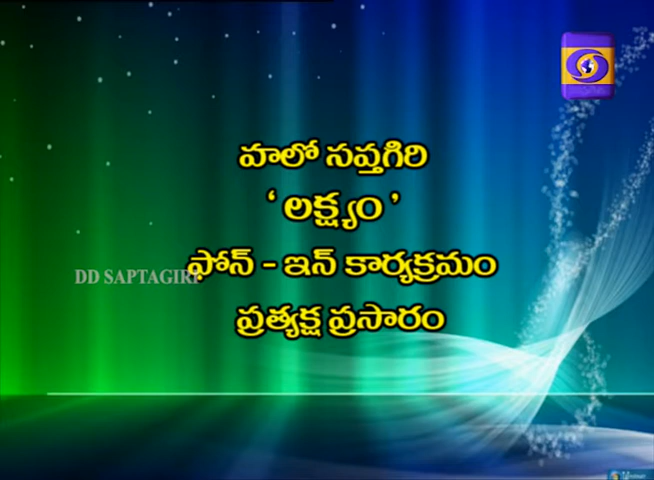 హలో సప్తగిరి
‘ లక్ష్యం ’
ఫోన్ - ఇన్ కార్యక్రమం
DD SAPTAGIRI
ప్రత్యక్ష ప్రసారం